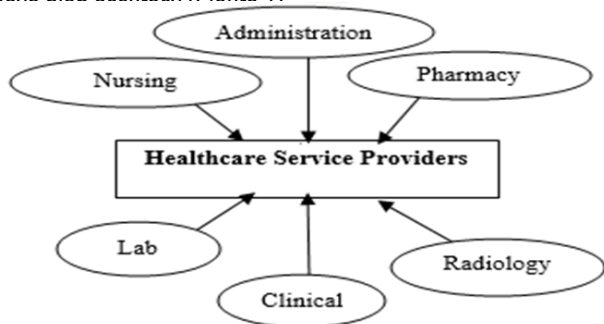 Administration
Nursing
Pharmacy
Healthcare Service Providers
Lab
Radiology
Clinical